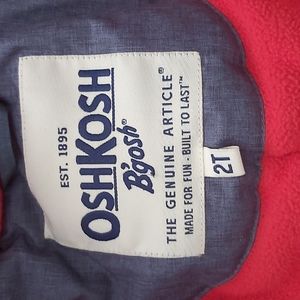 EST. 1895
OSHKOSH
B'gosh®
THE GENUINE ARTICLE®
MADE FOR FUN • BUILT TO LAST™
2T